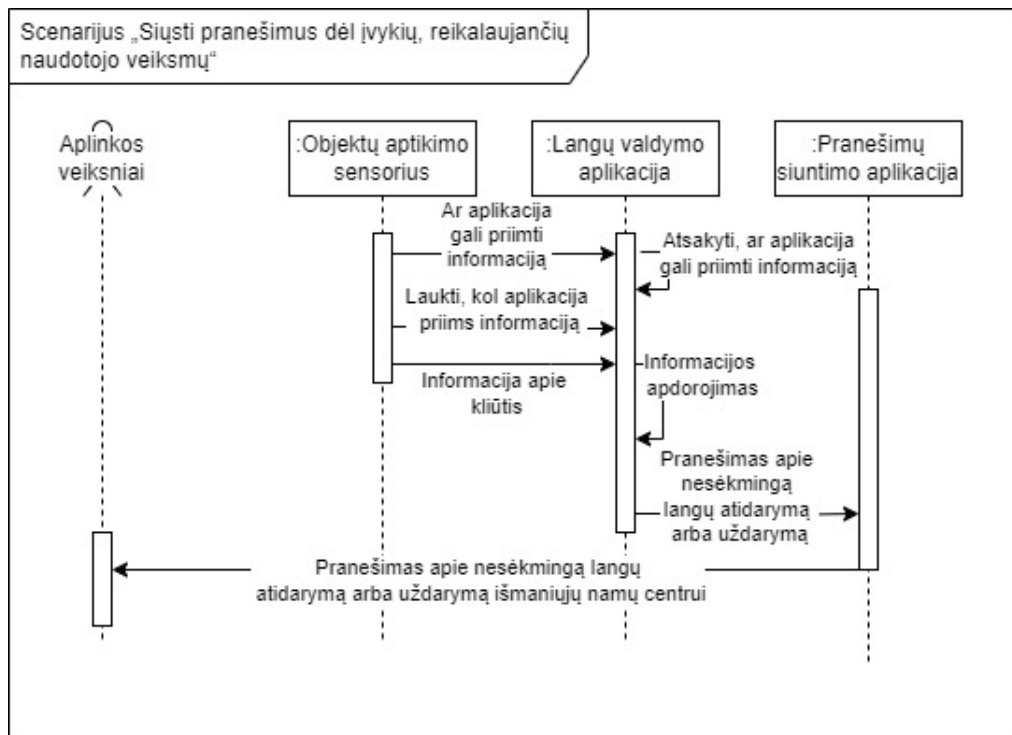 Scenarijus „Siųsti pranešimus dėl įvykių, reikalaujančių
naudotojo veiksmų“
Aplinkos
veiksniai
:Objektų aptikimo
sensorius
:Langų valdymo
aplikacija
:Pranešimų
siuntimo aplikacija
Ar aplikacija
gali priimti
informaciją
Atsakyti, ar aplikacija
gali priimti informaciją
Laukti, kol aplikacija
priims informaciją
Informacija apie
kliūtis
Informacijos
apdorojimas
Pranešimas apie
nesėkmingą
langų atidarymą
arba uždarymą
Pranešimas apie nesėkmingą langų
atidarymą arba uždarymą išmaniųjų namų centrui